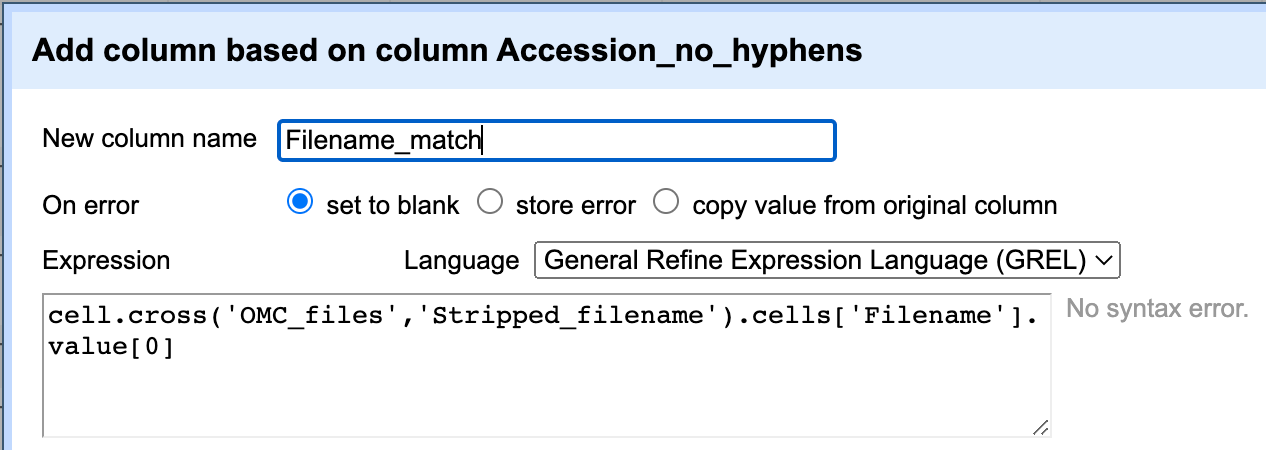 Add column based on column Accession_no_hyphens
New column name Filename_match
On error set to blank store error copy value from original column
Expression Language General Refine Expression Language (GREL)
cell.cross('OMC_files','Stripped_filename').cells['Filename']. No syntax error.
value[0]